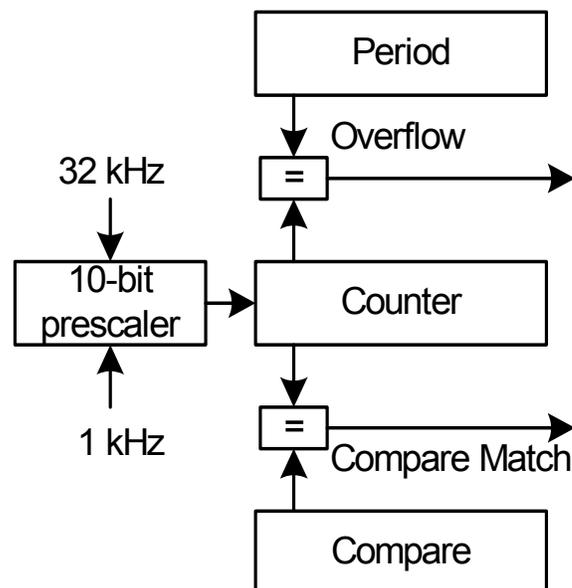 Period
Overflow
=
32 kHz
10-bit
prescaler
Counter
1 kHz
=
Compare Match
Compare